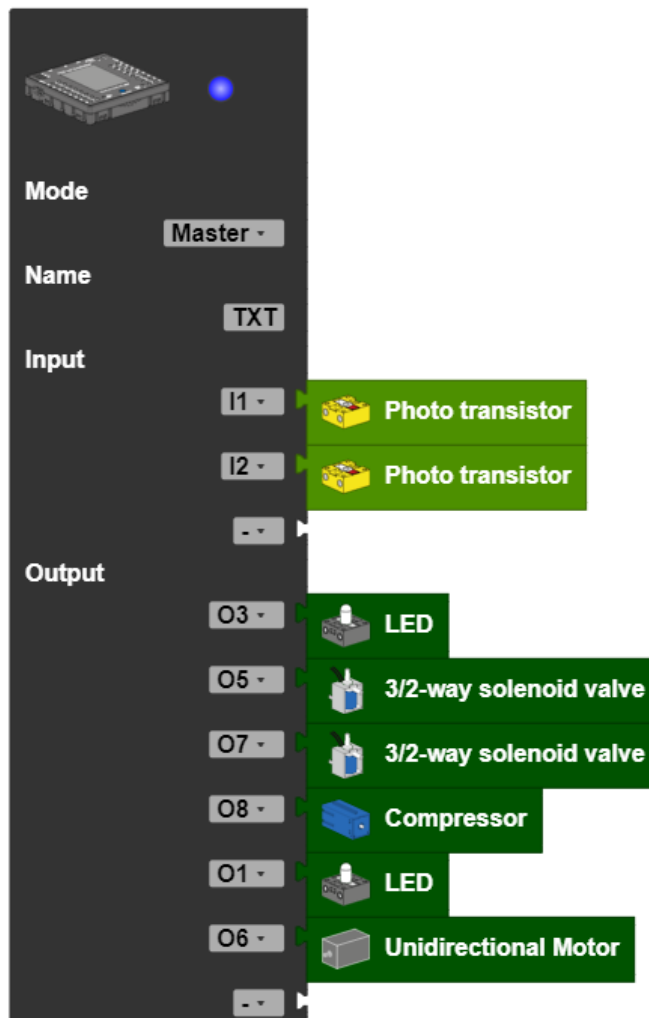 Mode
Master
Name
TXT
Input
I1 Photo transistor
I2 Photo transistor
-
Output
O3 LED
O5 3/2-way solenoid valve
O7 3/2-way solenoid valve
O8 Compressor
O1 LED
O6 Unidirectional Motor
-